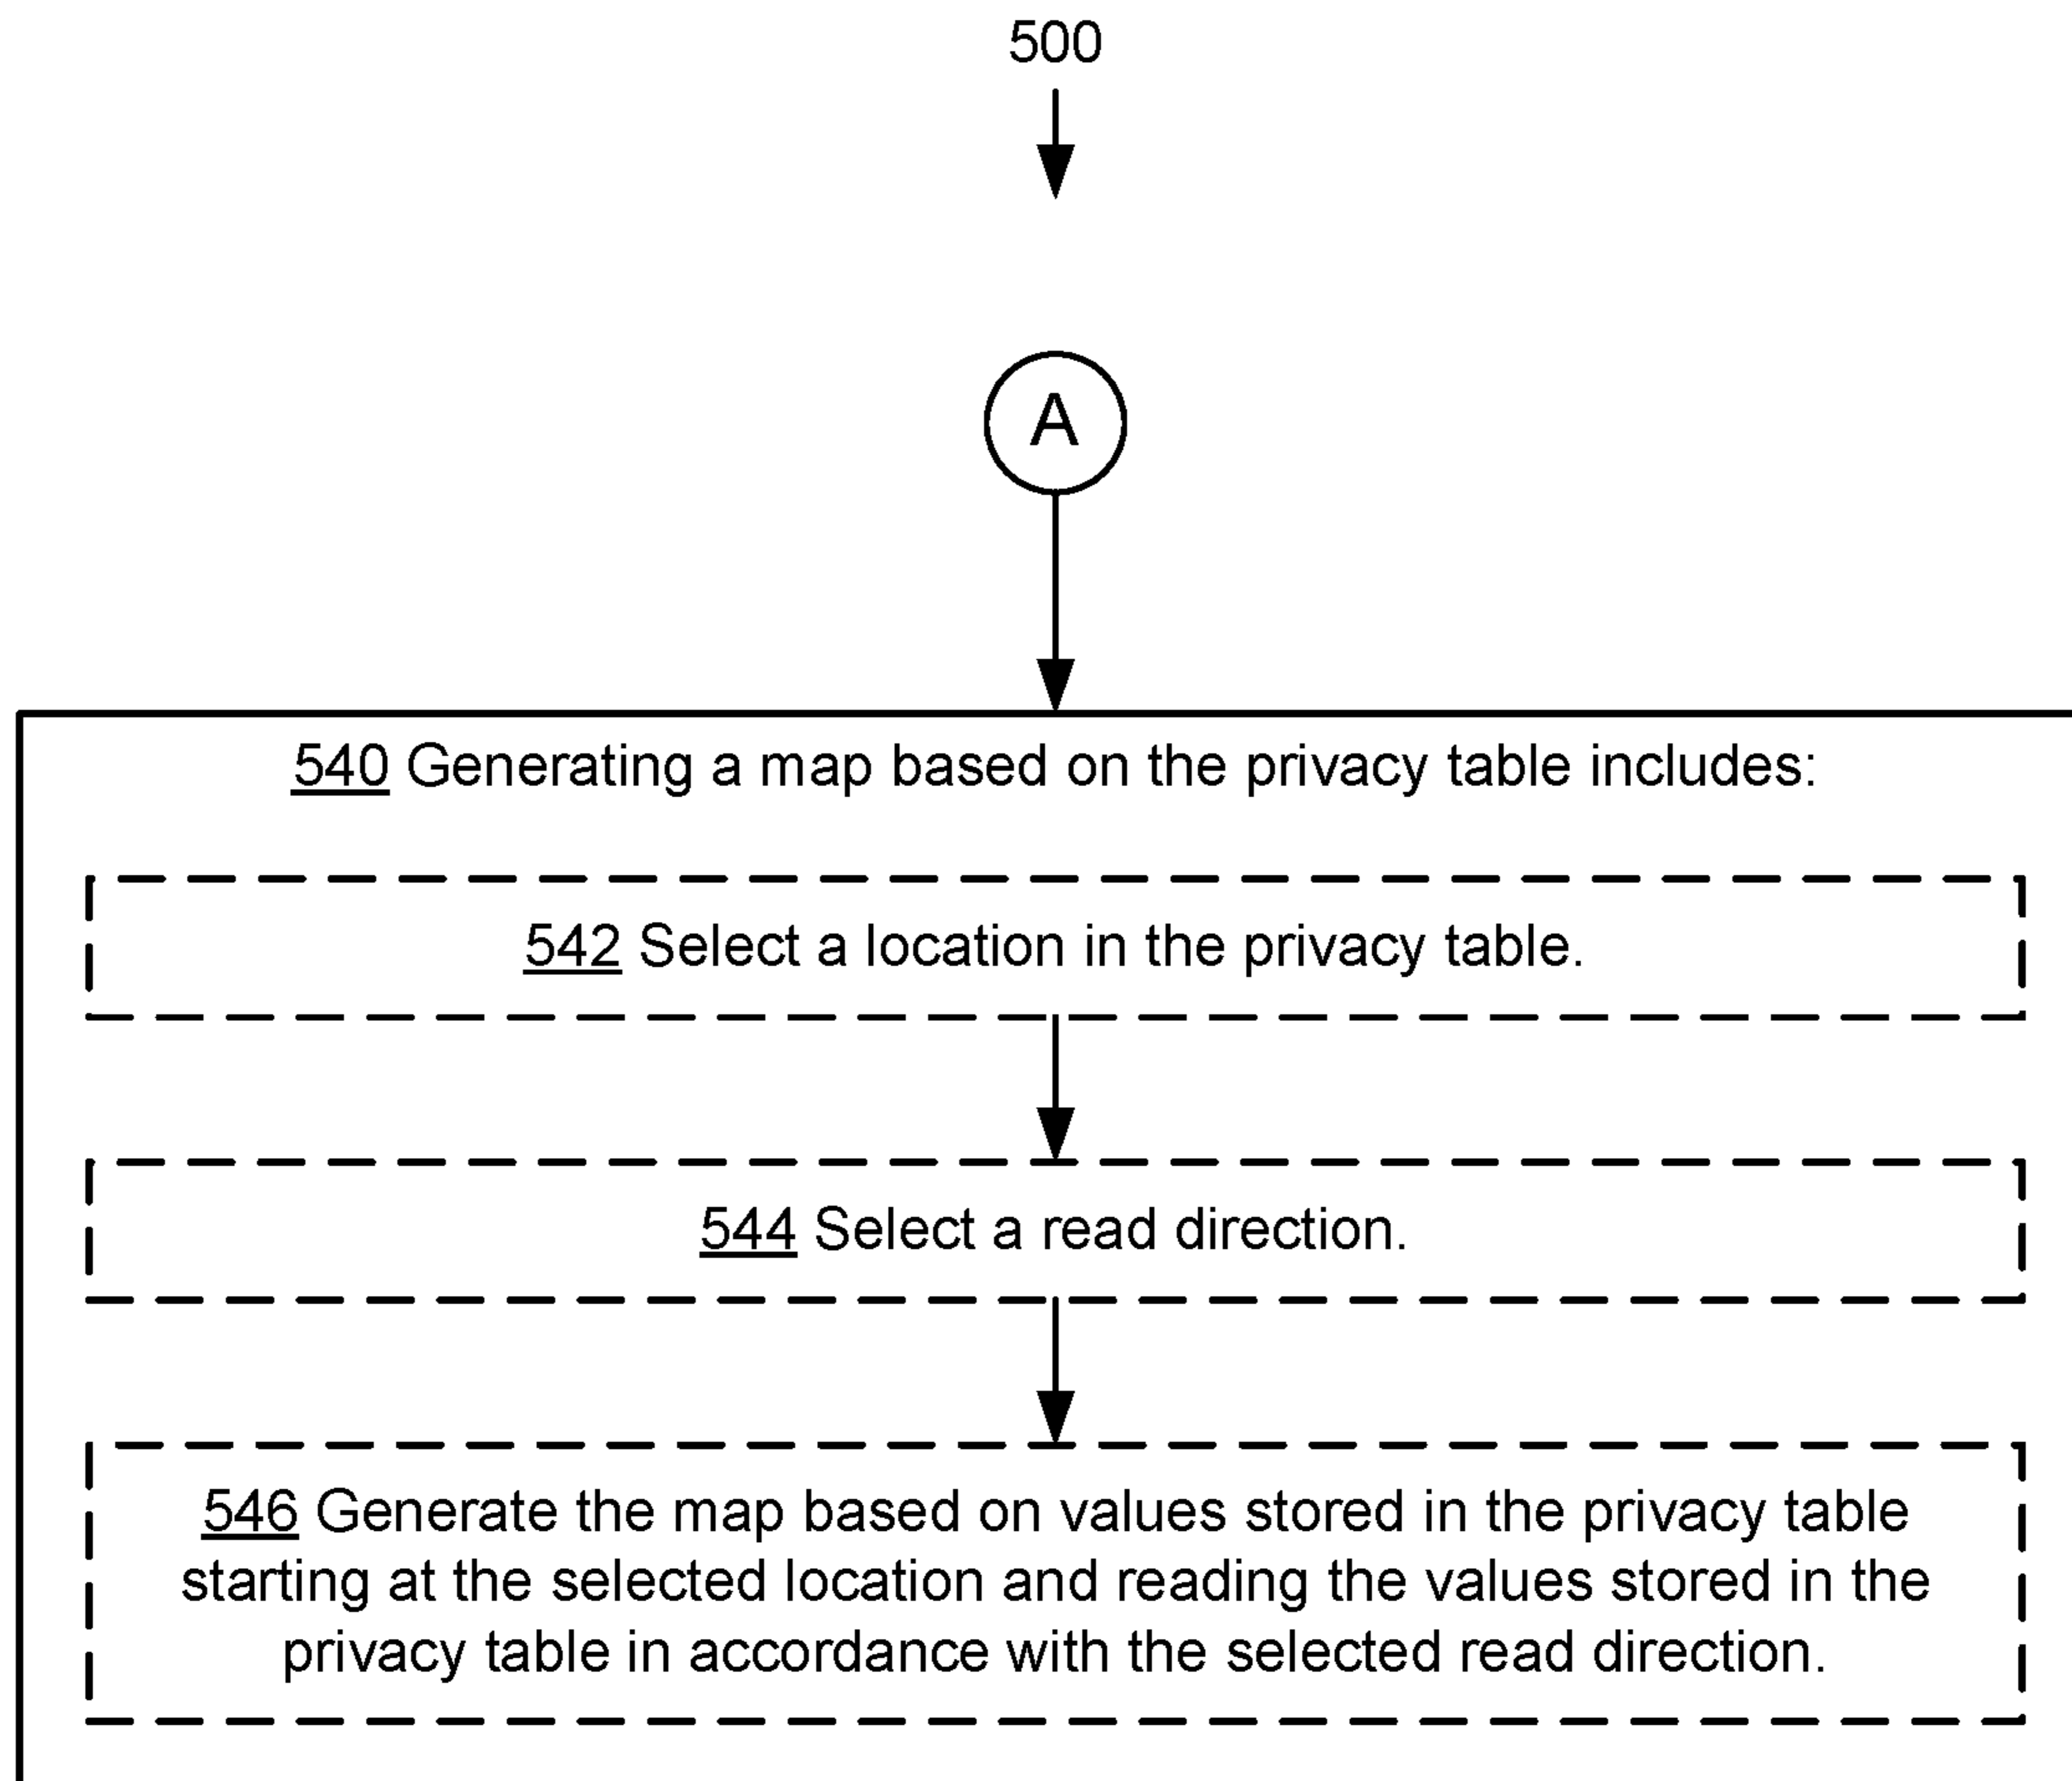 500
A
540 Generating a map based on the privacy table includes:
542 Select a location in the privacy table.
544 Select a read direction.
546 Generate the map based on values stored in the privacy table
starting at the selected location and reading the values stored in the
privacy table in accordance with the selected read direction.